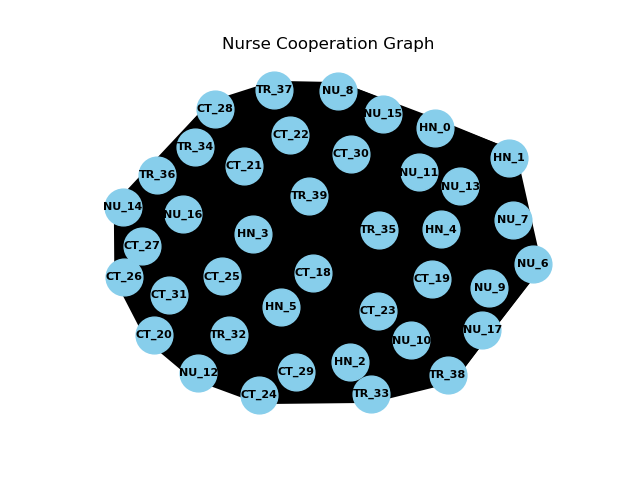 Nurse Cooperation Graph
TR_37
NU_8
CT_28
NU_15
HN_0
CT_22
TR_34
CT_30
HN_1
CT_21
NU_11
TR_36
NU_13
TR_39
NU_14
NU_16
NU_7
TR_35
HN_4
HN_3
CT_27
NU_6
CT_18
CT_25
CT_26
CT_19
NU_9
CT_31
HN_5
CT_23
NU_17
CT_20
TR_32
NU_10
HN_2
CT_29
NU_12
TR_38
TR_33
CT_24